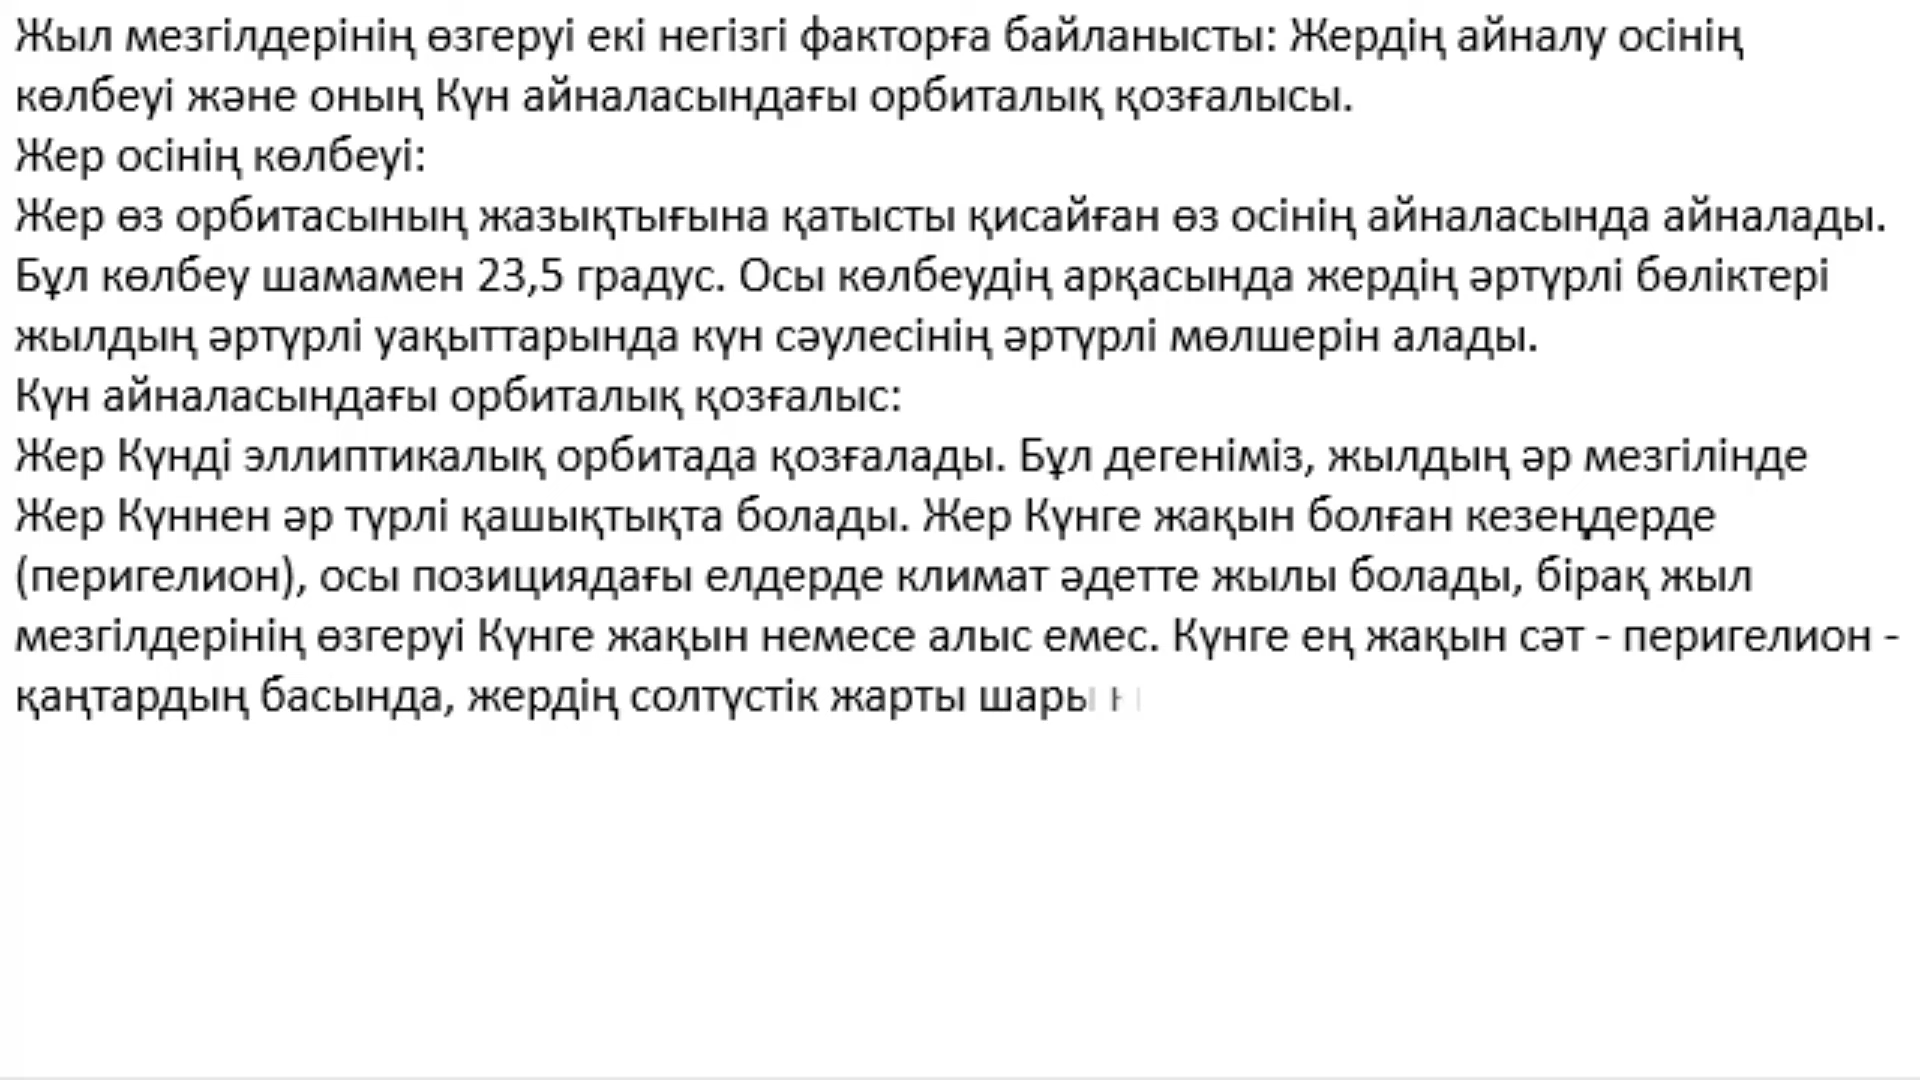 Жыл мезгілдерінің өзгеруі екі негізгі факторға байланысты: Жердің айналу осінің
көлбеуі және оның Күн айналасындағы орбиталық қозғалысы.
Жер осінің көлбеуі:
Жер өз орбитасының жазықтығына қатысты қисайған өз осінің айналасында айналады.
Бұл көлбеу шамамен 23,5 градус. Осы көлбеудің арқасында жердің әртүрлі бөліктері
жылдың әртүрлі уақыттарында күн сәулесінің әртүрлі мөлшерін алады.
Күн айналасындағы орбиталық қозғалыс:
Жер Күнді эллиптикалық орбитада қозғалады. Бұл дегеніміз, жылдың әр мезгілінде
Жер Күннен әр түрлі қашықтықта болады. Жер Күнге жақын болған кезеңдерде
(перигелион), осы позициядағы елдерде климат әдетте жылы болады, бірақ жыл
мезгілдерінің өзгеруі Күнге жақын немесе алыс емес. Күнге ең жақын сәт - перигелион -
қаңтардың басында, жердің солтүстік жарты шары